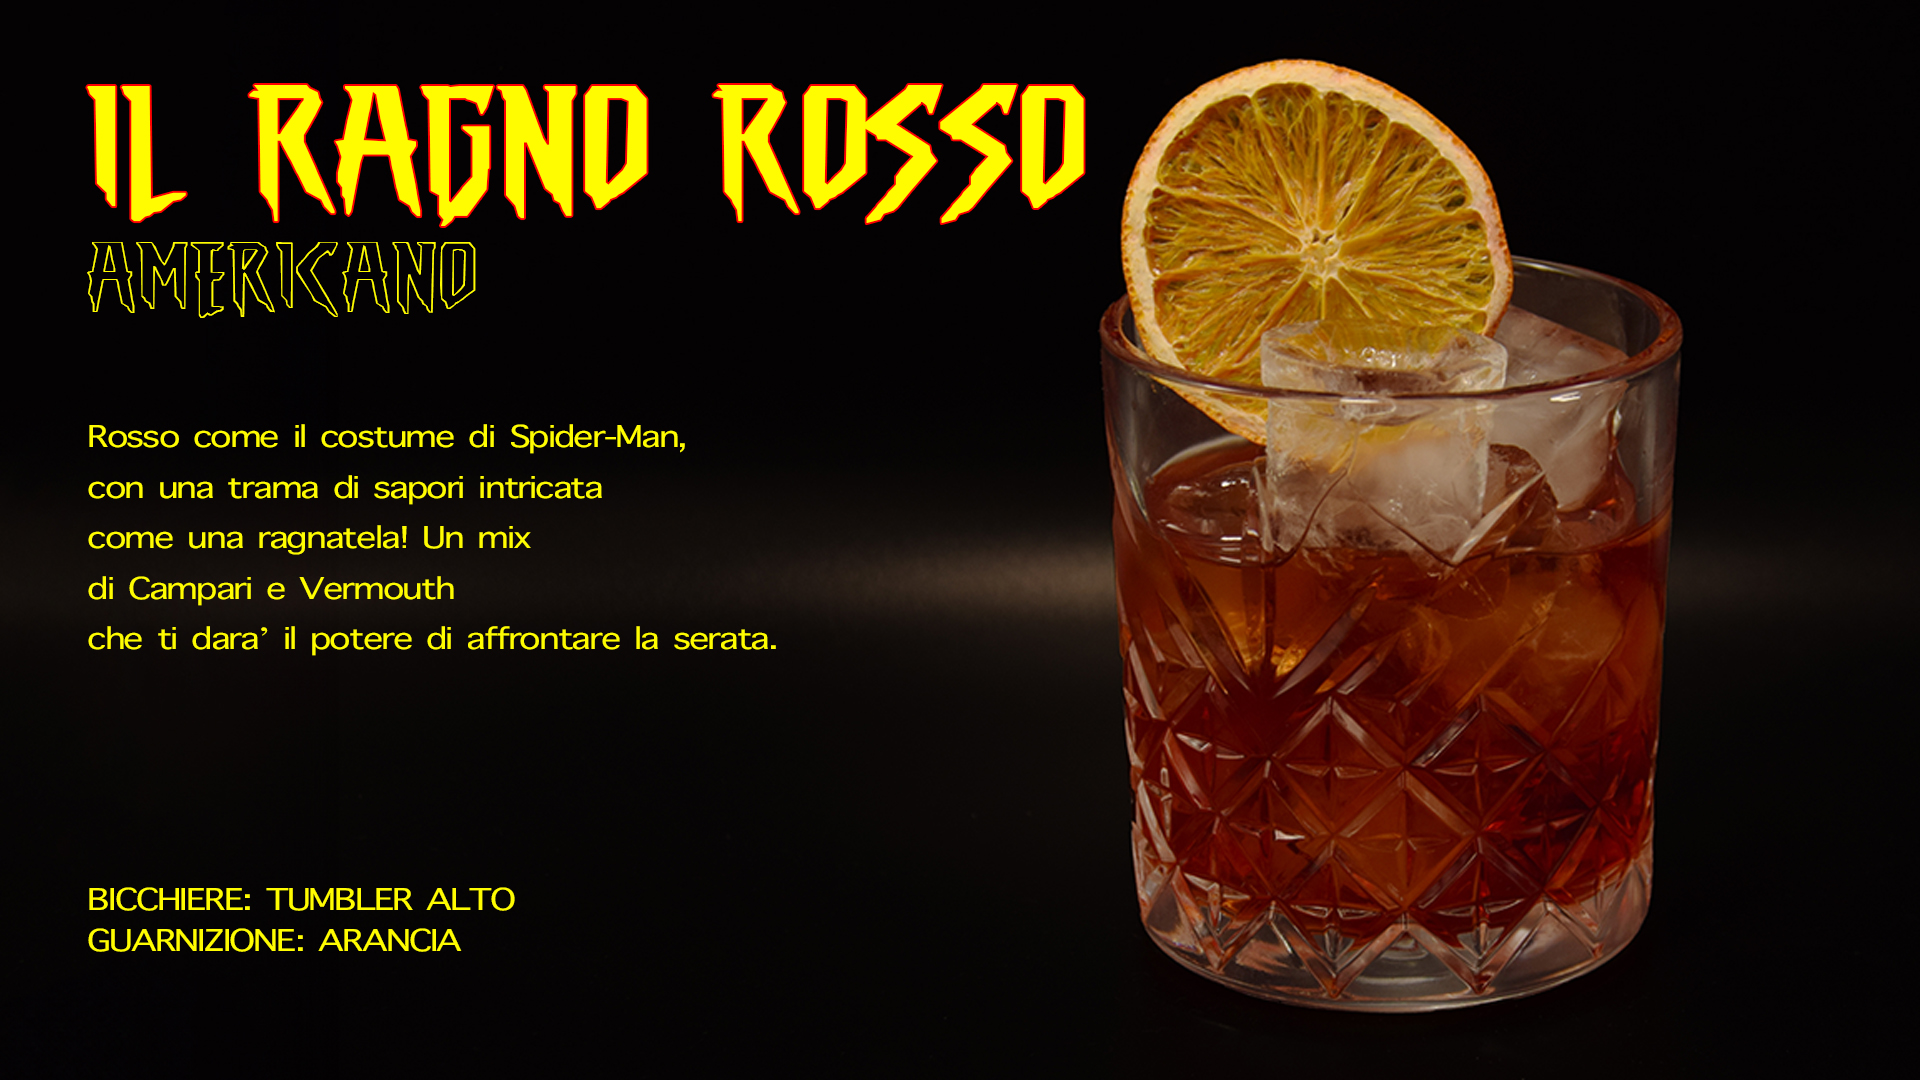 IL RAGNO ROSSO
AMERICANO
Rosso come il costume di Spider-Man,
con una trama di sapori intricata
come una ragnatela! Un mix
di Campari e Vermouth
che ti dara’ il potere di affrontare la serata.
BICCHIERE: TUMBLER ALTO
GUARNIZIONE: ARANCIA